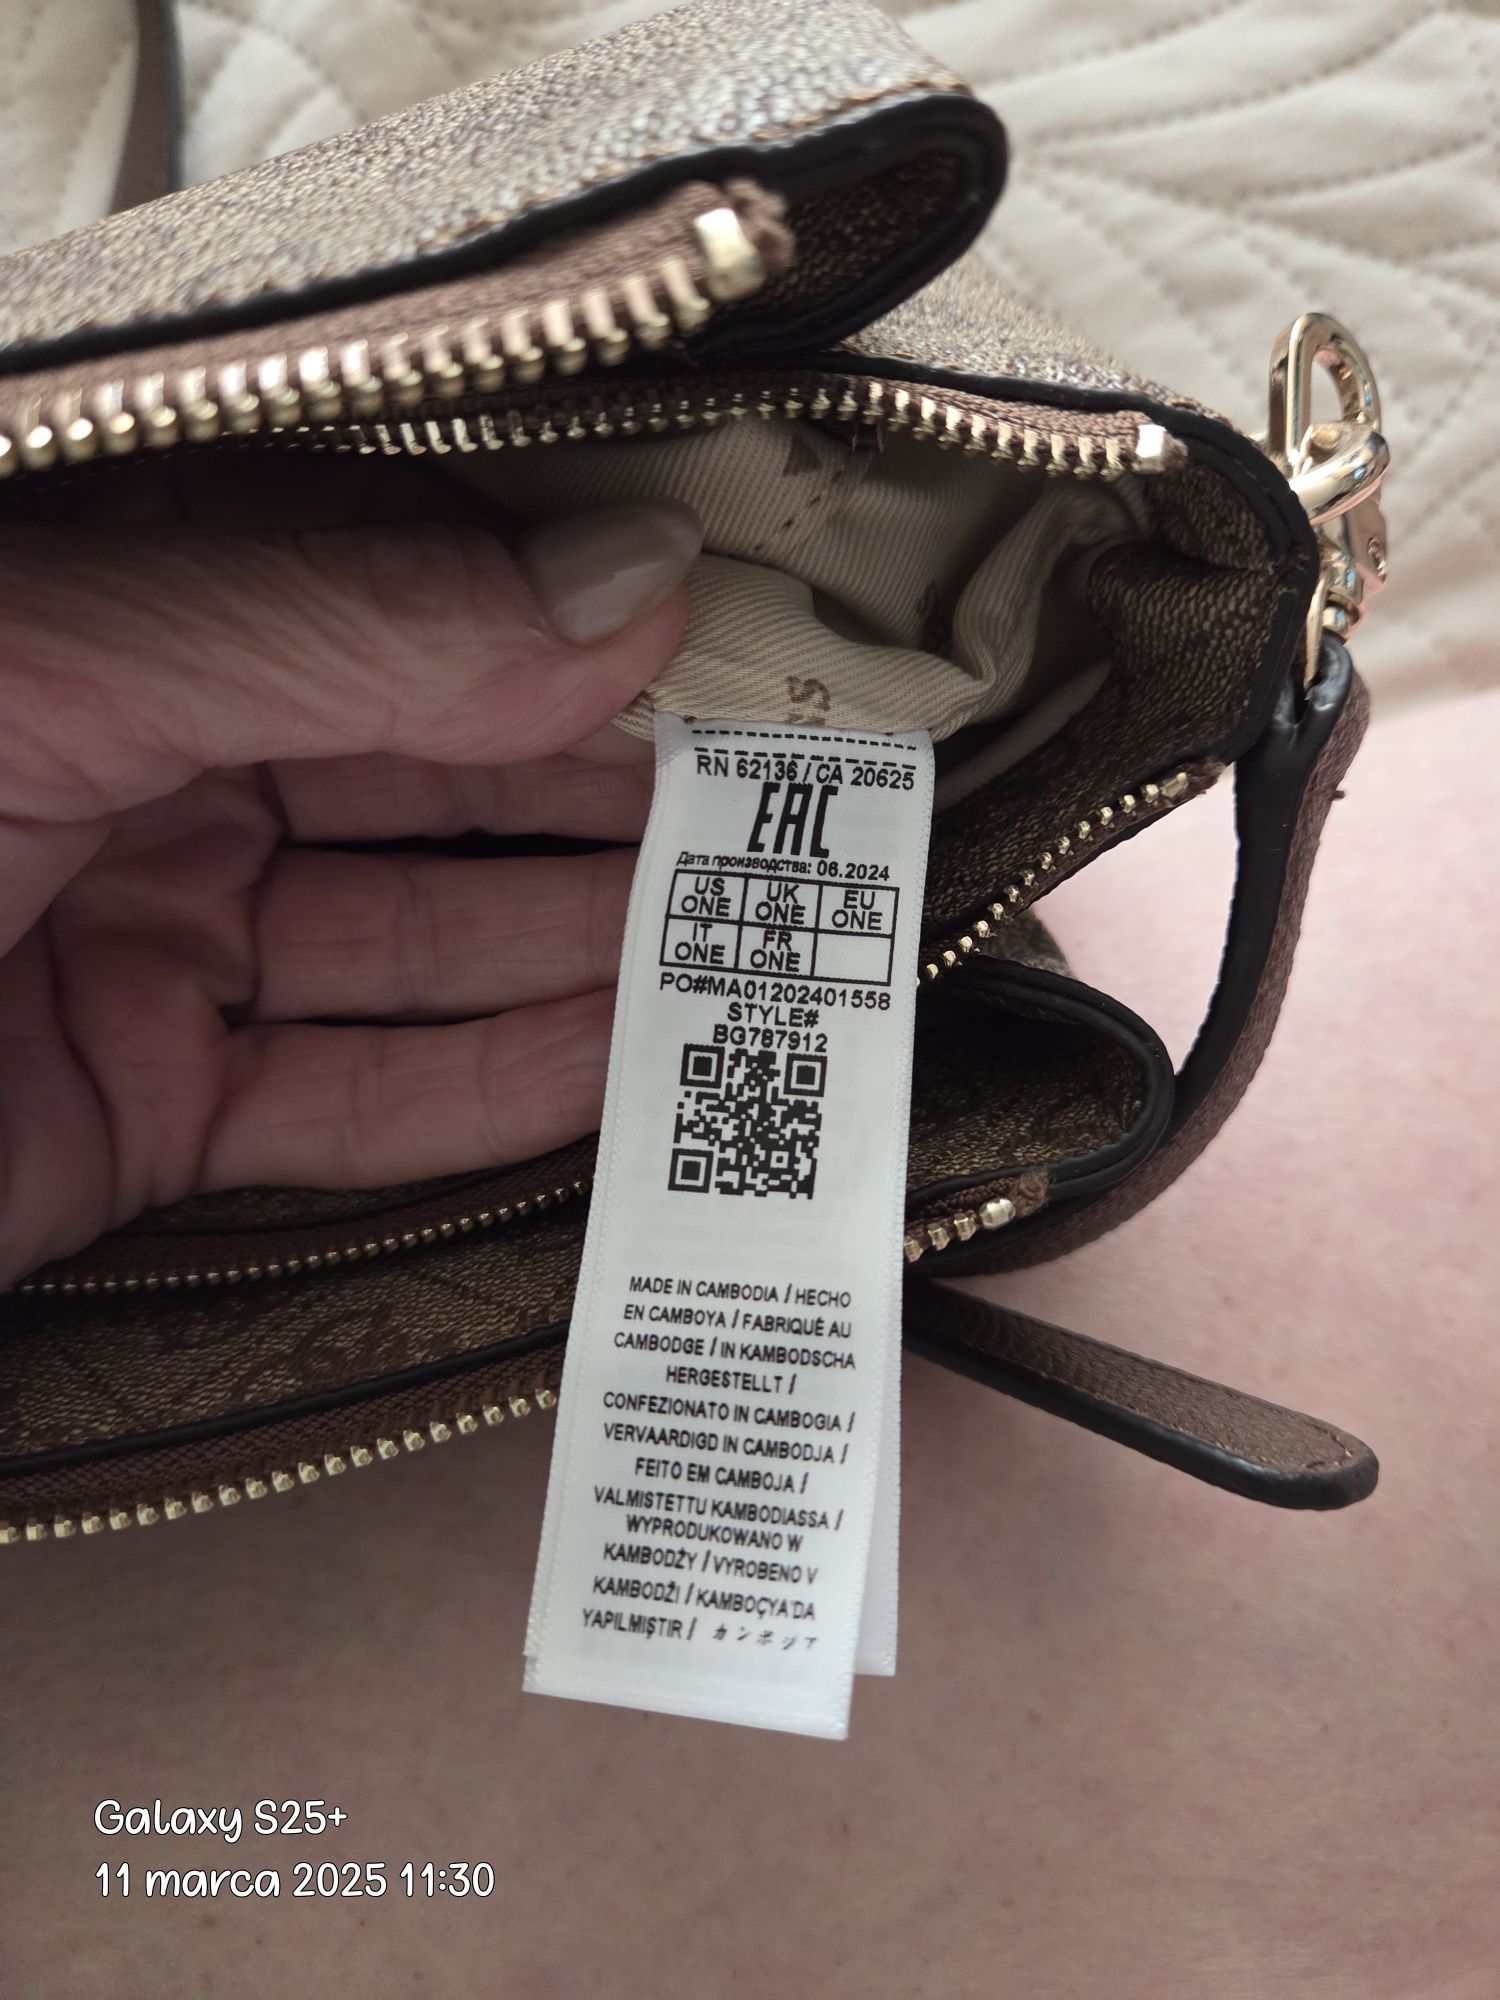 RN 62136 / CA 20625
EAC
Дата производства: 06.2024
US ONE UK ONE EU ONE
IT ONE FR ONE
PO#MA01202401558
STYLE#
BG787912
MADE IN CAMBODIA / HECHO
EN CAMBOYA / FABRIQUÉ AU
CAMBODGE / IN KAMBODSCHA
HERGESTELLT /
CONFEZIONATO IN CAMBOGIA /
VERVAARDIGD IN CAMBODJA /
FEITO EM CAMBOJA /
VALMISTETTU KAMBODIASSA /
WYPRODUKOWANO W
KAMBODŻY / VYROBENO V
KAMBODŽI / KAMBOÇYA'DA
YAPILMIŞTIR / カンボジア
Galaxy S25+
11 marca 2025 11:30